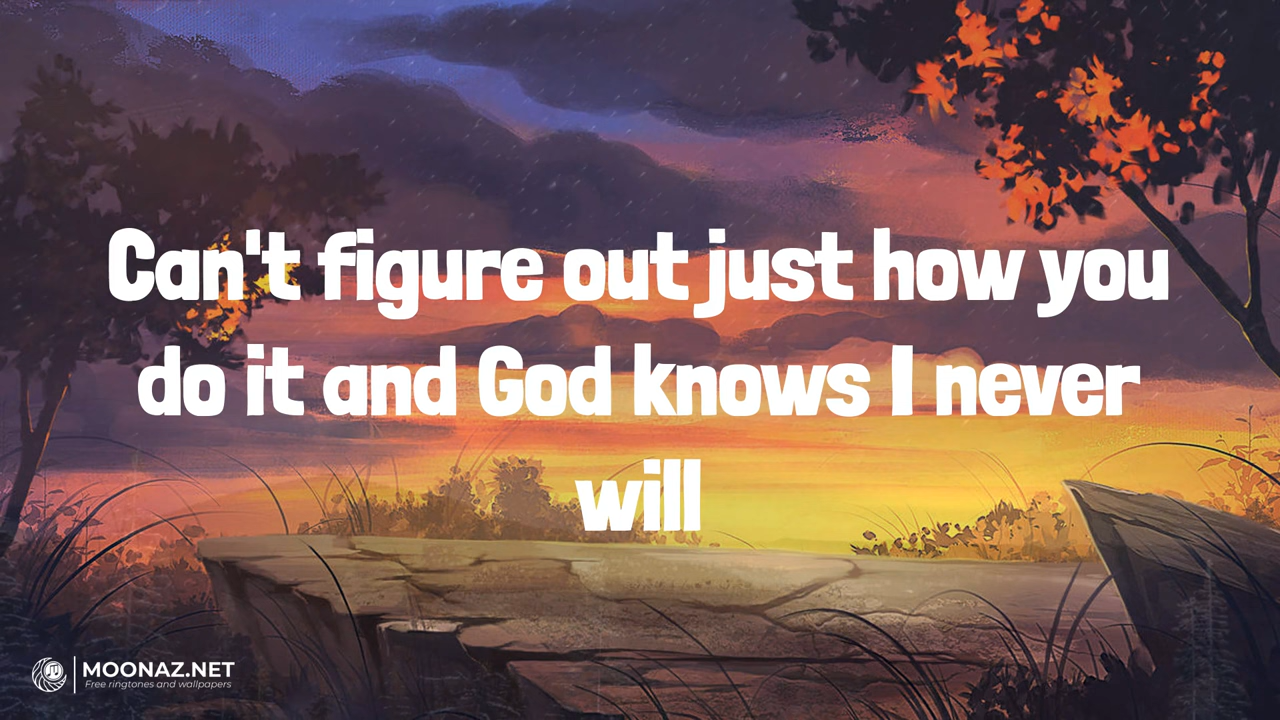 Can't figure out just how you
do it and God knows I never
will
MOONAZ.NET
Free ringtones and wallpapers